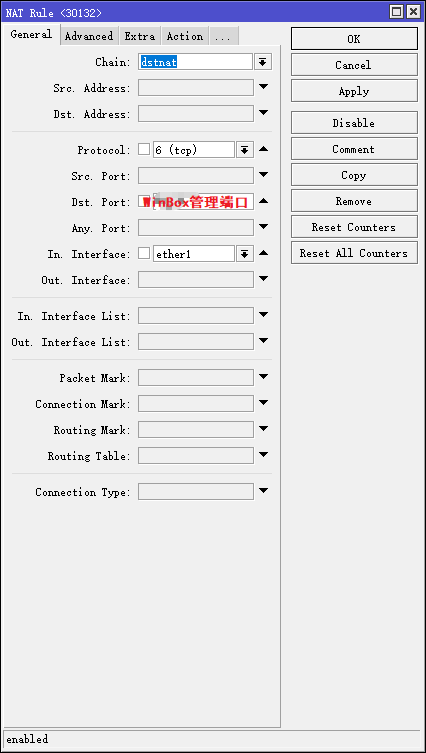 NAT Rule <30132>
General Advanced Extra Action ...
Chain: dstnat
Src. Address:
Dst. Address:
Protocol: 6 (tcp)
Src. Port:
Dst. Port: WinBox管理端口
Any. Port:
In. Interface: ether1
Out. Interface:
In. Interface List:
Out. Interface List:
Packet Mark:
Connection Mark:
Routing Mark:
Routing Table:
Connection Type:
OK
Cancel
Apply
Disable
Comment
Copy
Remove
Reset Counters
Reset All Counters
enabled